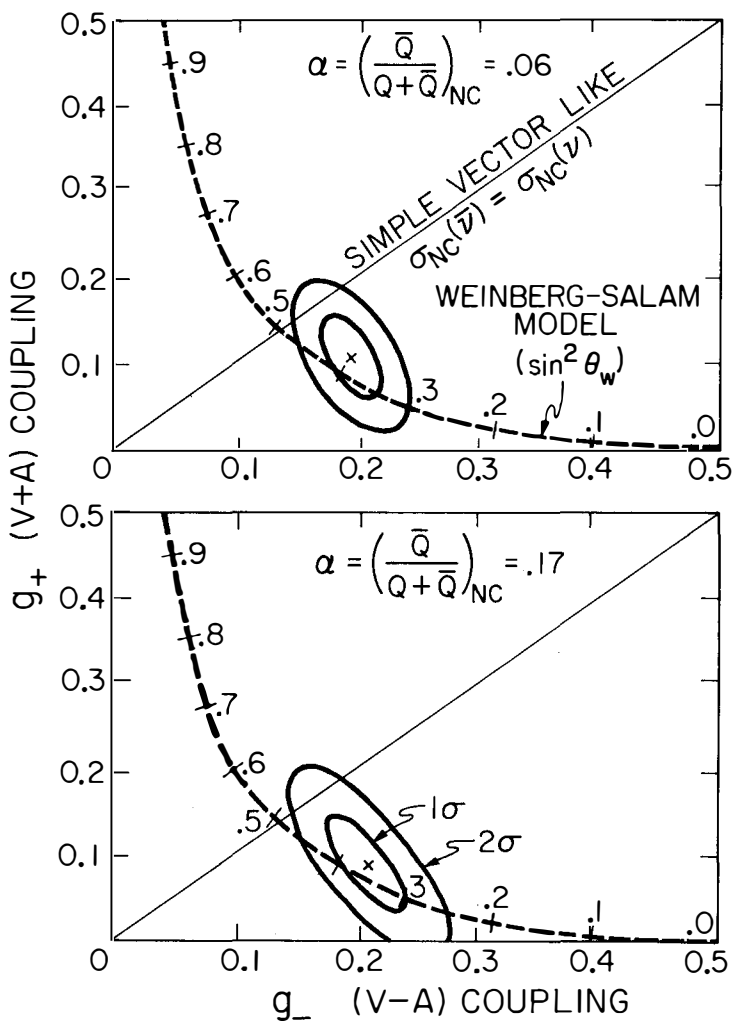 0.5
α = (Q̄ / Q+Q̄)NC = .06
.9
0.4
.8
0.3
.7
SIMPLE VECTOR LIKE
σNC(ν̄) = σNC(ν)
0.2
.6
.5
WEINBERG-SALAM
MODEL
(sin² θw)
0.1
.3
.2
.1
.0
0 0.1 0.2 0.3 0.4 0.5
g+ (V+A) COUPLING
0.5
α = (Q̄ / Q+Q̄)NC = .17
.9
0.4
.8
0.3
.7
0.2
.6
.5
1σ
2σ
0.1
.3
.2
.1
.0
0
0 0.1 0.2 0.3 0.4 0.5
g− (V−A) COUPLING